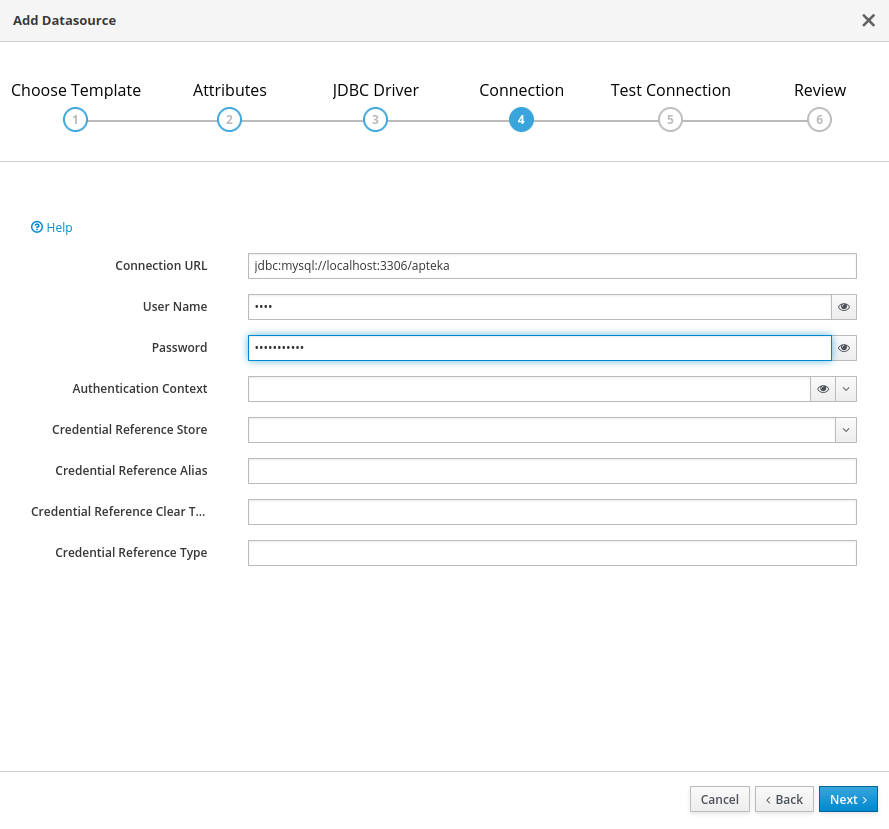 Add Datasource
Choose Template Attributes JDBC Driver Connection Test Connection Review
1 2 3 4 5 6
Help
Connection URL jdbc:mysql://localhost:3306/apteka
User Name ••••
Password •••••••••••
Authentication Context
Credential Reference Store
Credential Reference Alias
Credential Reference Clear T...
Credential Reference Type
Cancel Back Next